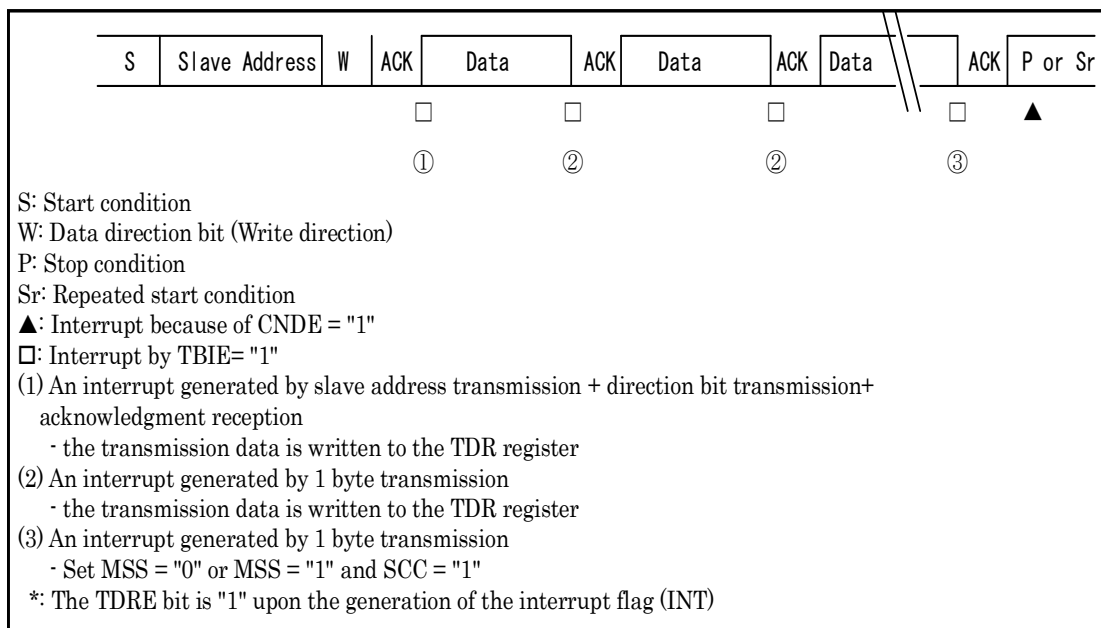 S Slave Address W ACK Data ACK Data ACK Data ACK P or Sr
□ □ □ □ ▲
① ② ② ③
S: Start condition
W: Data direction bit (Write direction)
P: Stop condition
Sr: Repeated start condition
▲: Interrupt because of CNDE = "1"
□: Interrupt by TBIE= "1"
(1) An interrupt generated by slave address transmission + direction bit transmission+
acknowledgment reception
- the transmission data is written to the TDR register
(2) An interrupt generated by 1 byte transmission
- the transmission data is written to the TDR register
(3) An interrupt generated by 1 byte transmission
- Set MSS = "0" or MSS = "1" and SCC = "1"
*: The TDRE bit is "1" upon the generation of the interrupt flag (INT)